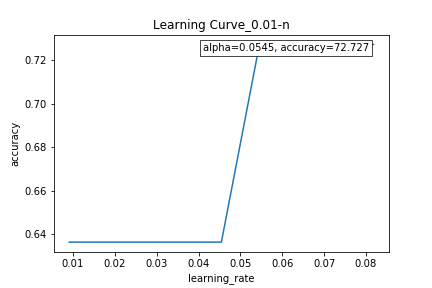 Learning Curve_0.01-n
alpha=0.0545, accuracy=72.727
0.72
0.70
0.68
0.66
0.64
accuracy
0.01 0.02 0.03 0.04 0.05 0.06 0.07 0.08
learning_rate